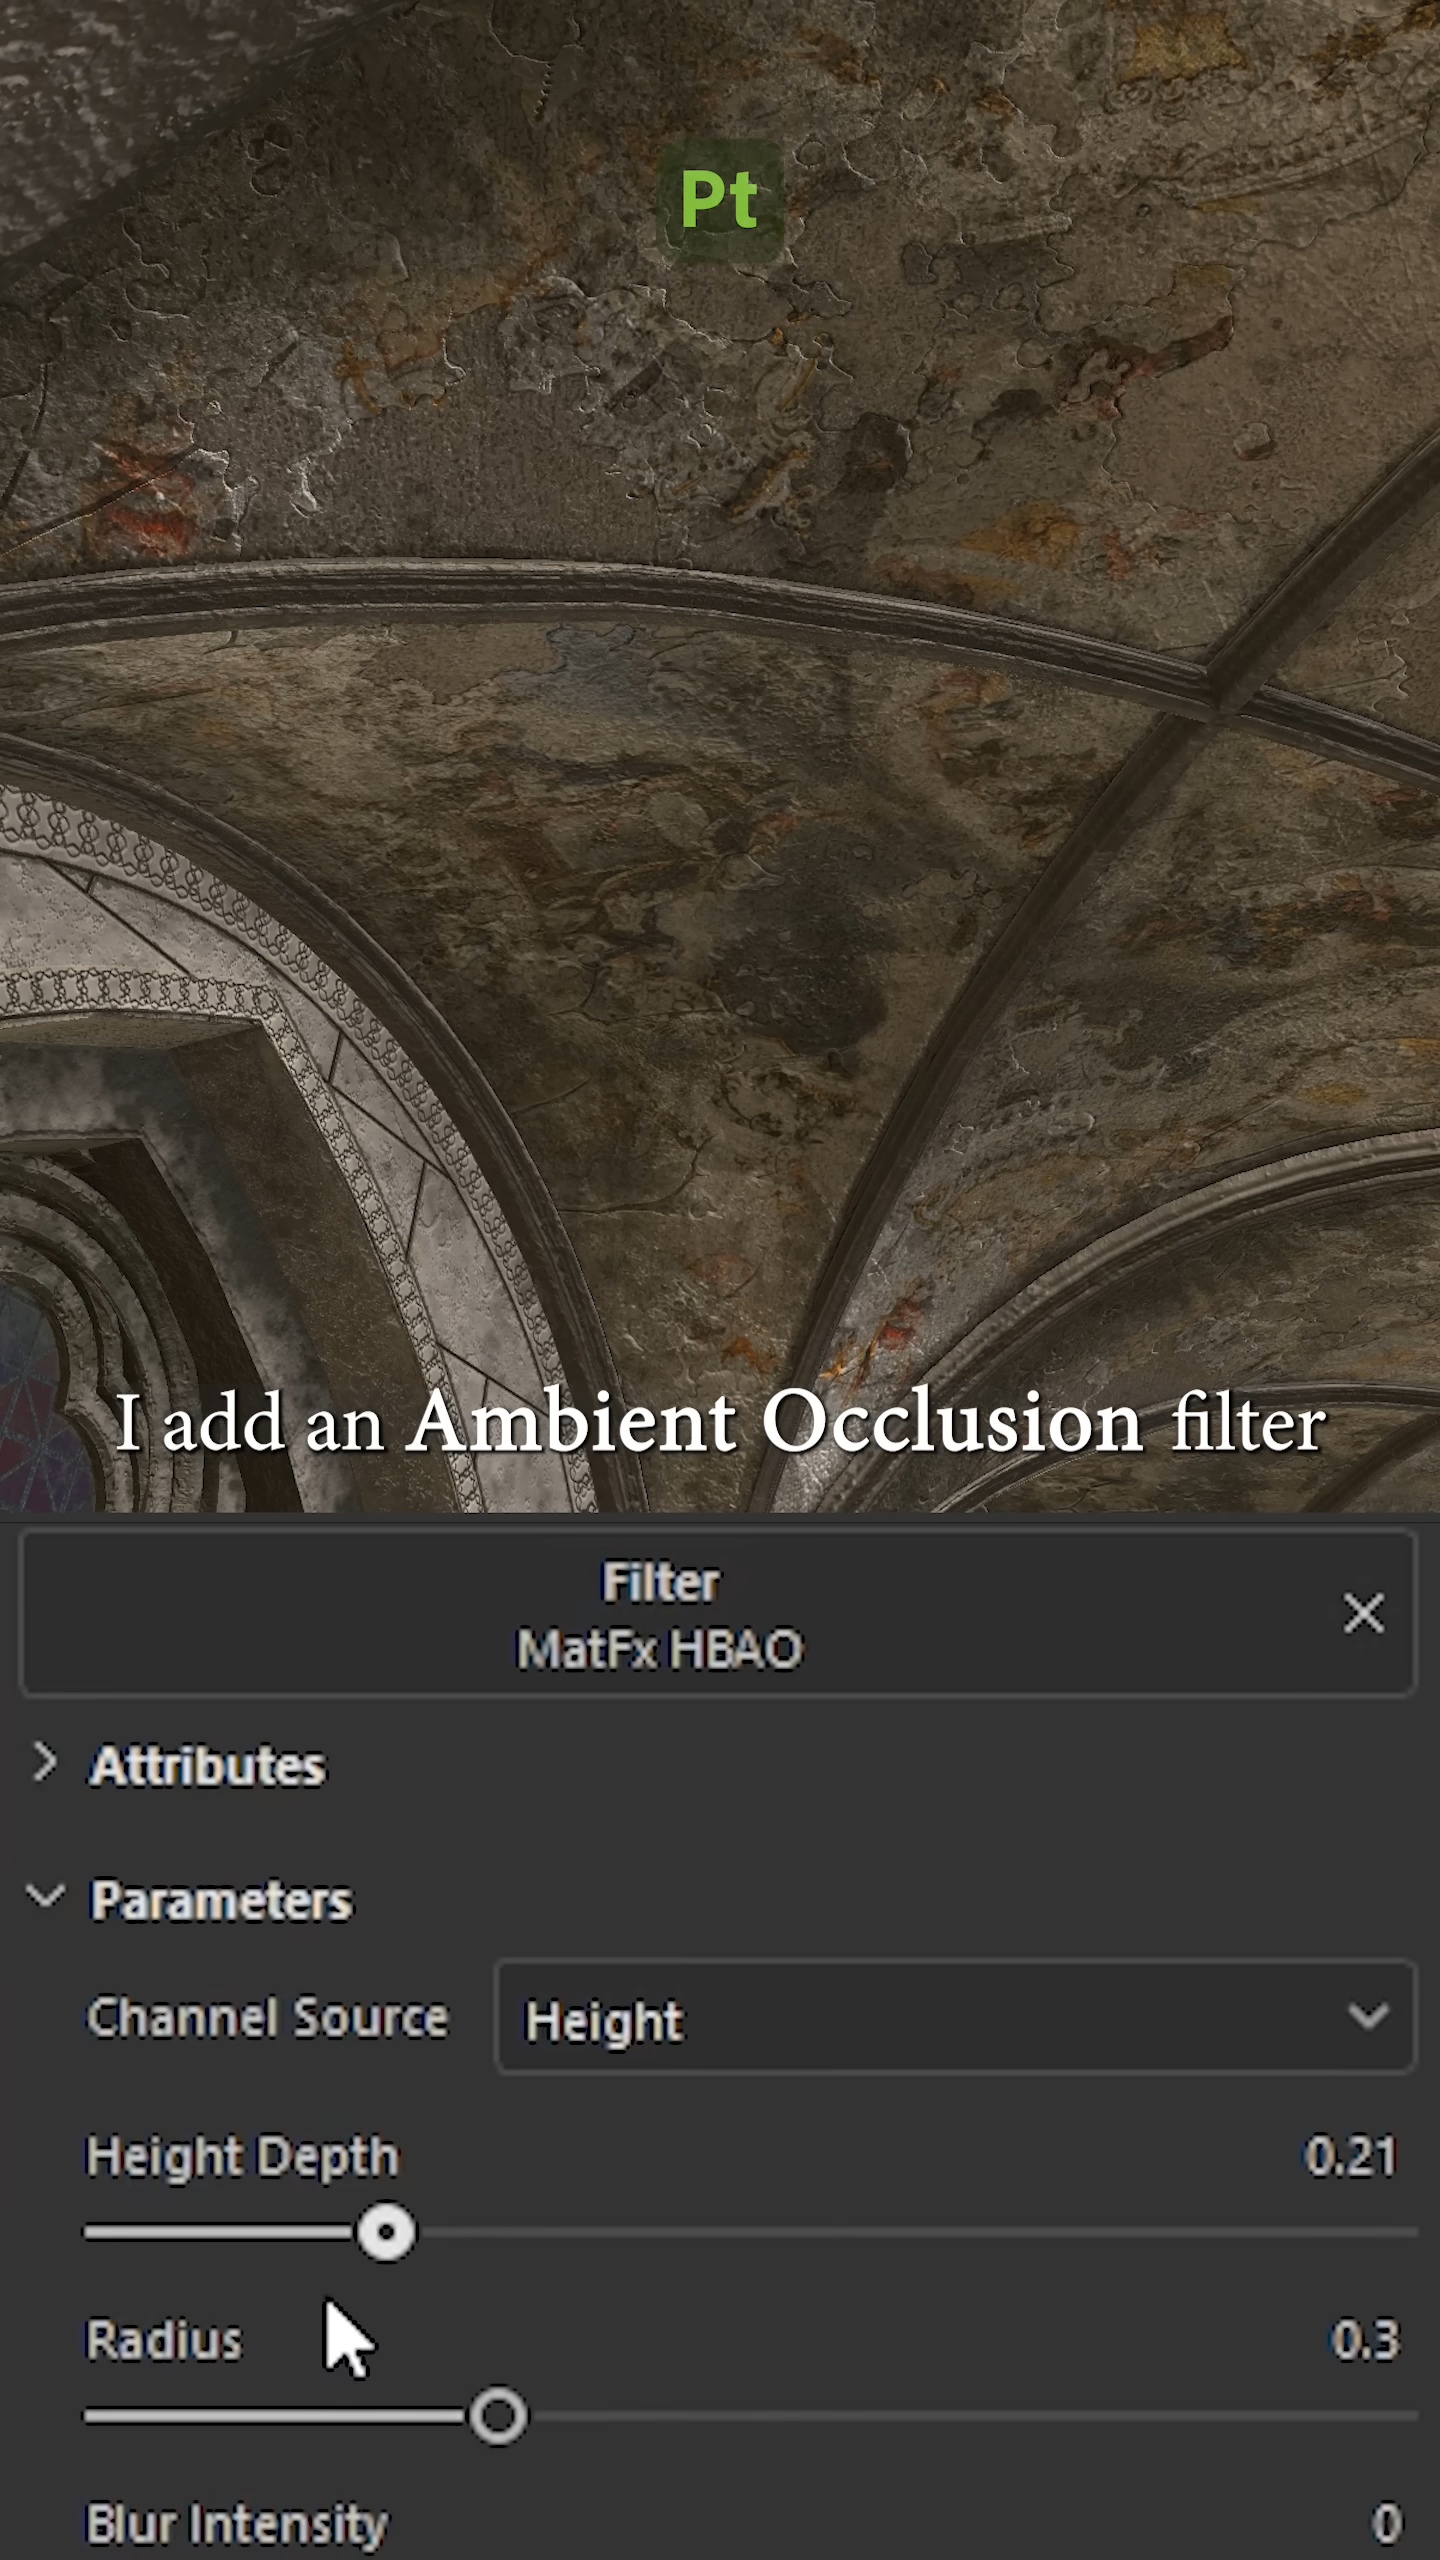 Pt
I add an Ambient Occlusion filter
Filter
MatFx HBAO
Attributes
Parameters
Channel Source
Height
Height Depth
0.21
Radius
0.3
Blur Intensity
0